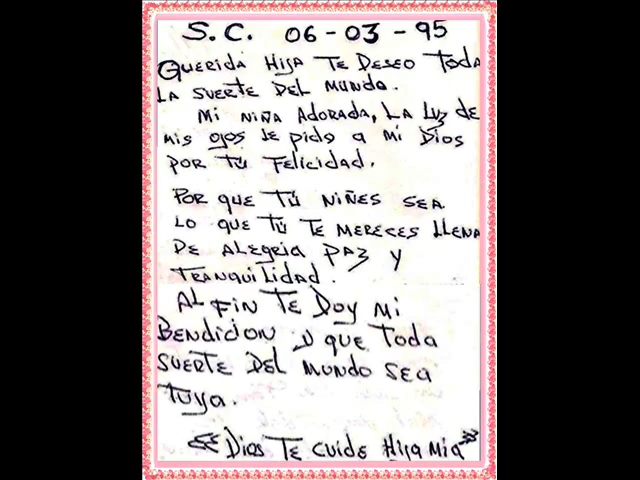 S.C. 06-03-95
QUERIDA HIJA TE DESEO TODA
LA SUERTE DEL MUNDO.
MI NIÑA ADORADA, LA LUZ DE
MIS OJOS LE PIDO A MI DIOS
POR TÚ FELICIDAD.
POR QUE TÚ NIÑES SEA
LO QUE TÚ TE MERECES LLENA
DE ALEGRIA PAZ Y
TRANQUILIDAD.
AL FIN TE DOY MI
BENDICION Y QUE TODA
SUERTE DEL MUNDO SEA
TUYA.
DIOS TE CUIDE HIJA MIA